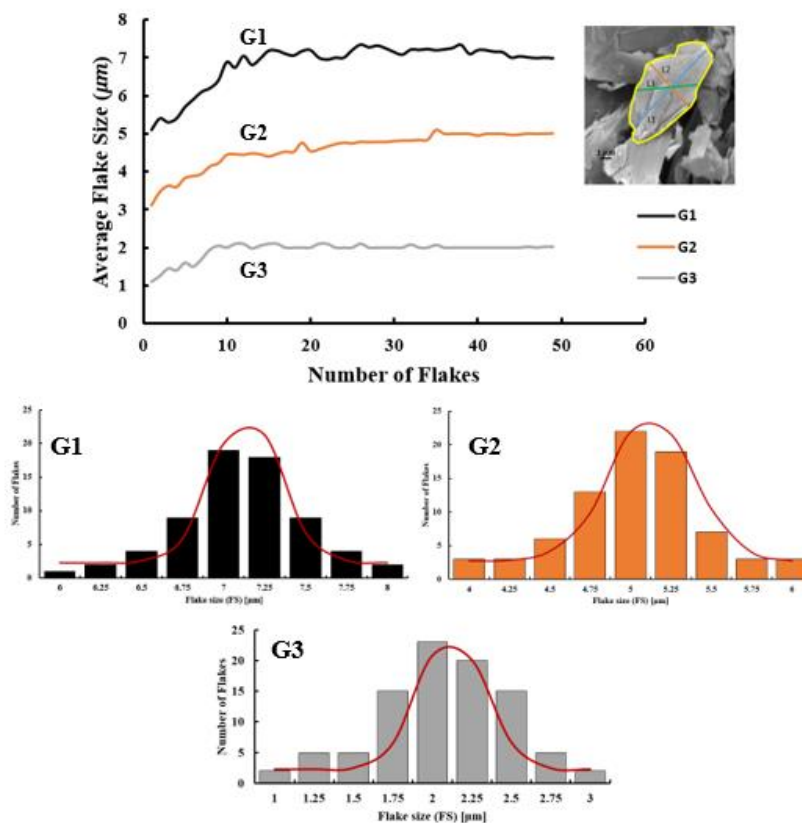 Average Flake Size (µm)
8
7
6
5
4
3
2
1
0
G1
G2
G3
0 10 20 30 40 50 60
Number of Flakes
L2
L3
L1
G1
G2
G3
G1
Number of Flakes
25
20
15
10
5
0
6 6.25 6.5 6.75 7 7.25 7.5 7.75 8
Flake size (FS) [µm]
G2
Number of Flakes
25
20
15
10
5
0
4 4.25 4.5 4.75 5 5.25 5.5 5.75 6
Flake size (FS) [µm]
G3
Number of Flakes
25
20
15
10
5
0
1 1.25 1.5 1.75 2 2.25 2.5 2.75 3
Flake size (FS) [µm]